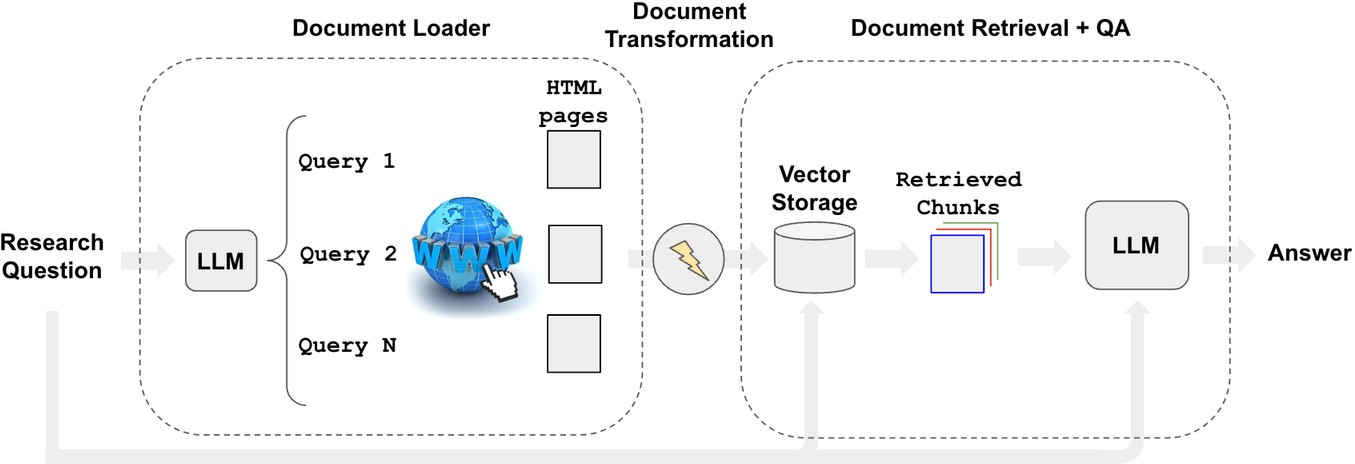 Document Loader
Document
Transformation
Document Retrieval + QA
HTML
pages
Query 1
Query 2
Query N
WWW
Research
Question
LLM
Vector
Storage
Retrieved
Chunks
LLM
Answer